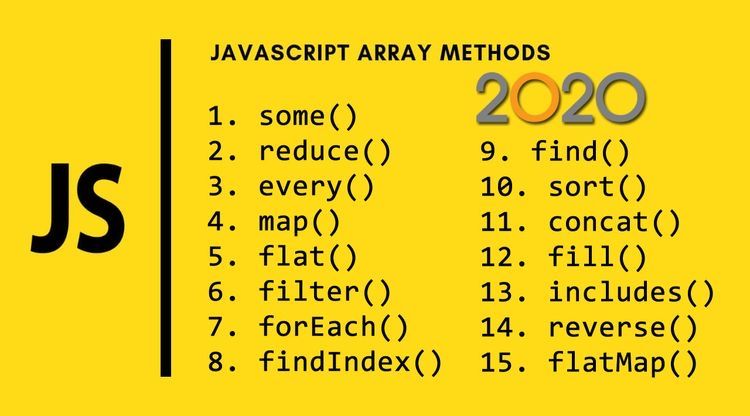 JS
JAVASCRIPT ARRAY METHODS
2020
1. some()
2. reduce()
3. every()
4. map()
5. flat()
6. filter()
7. forEach()
8. findIndex()
9. find()
10. sort()
11. concat()
12. fill()
13. includes()
14. reverse()
15. flatMap()